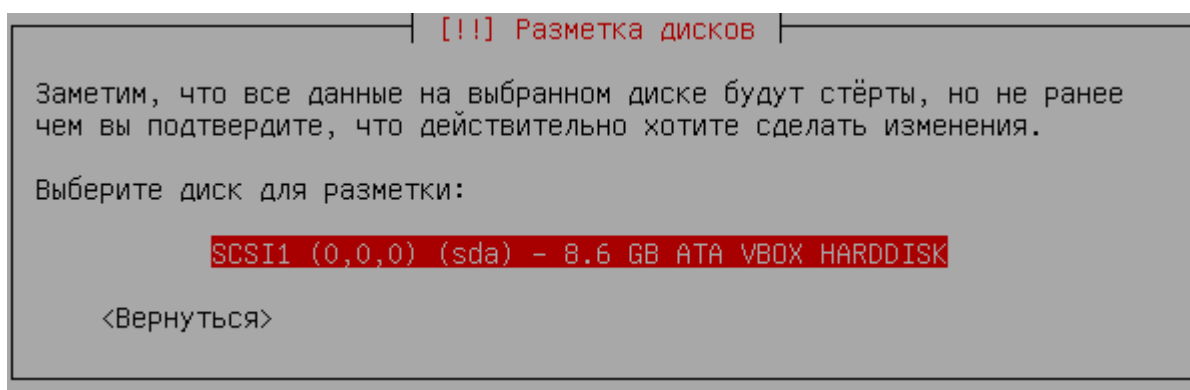 [!!] Разметка дисков
Заметим, что все данные на выбранном диске будут стёрты, но не ранее
чем вы подтвердите, что действительно хотите сделать изменения.
Выберите диск для разметки:
SCSI1 (0,0,0) (sda) - 8.6 GB ATA VBOX HARDDISK
<Вернуться>